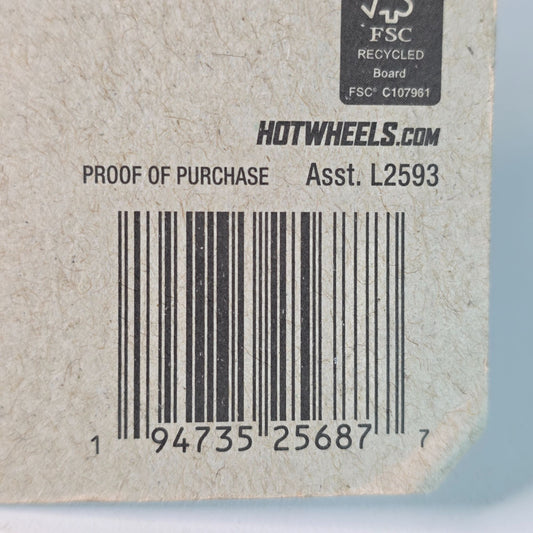 FSC
RECYCLED
Board
FSC® C107961
HOTWHEELS.COM
PROOF OF PURCHASE Asst. L2593
1 94735 25687 7